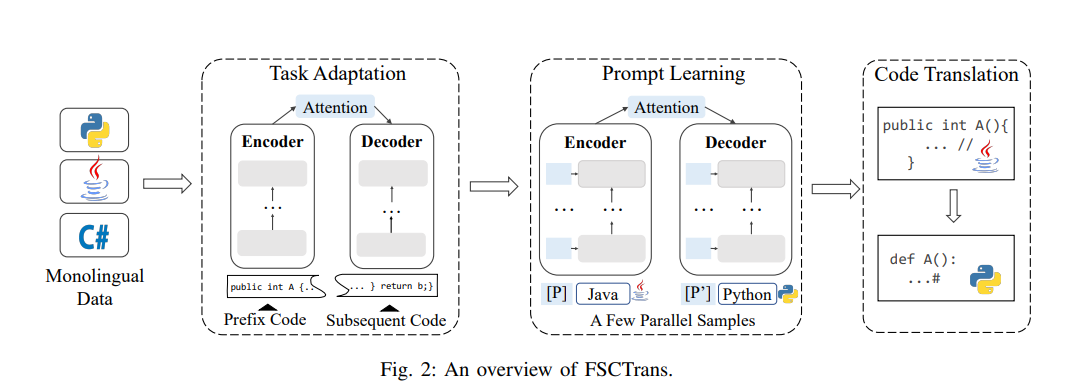 Task Adaptation
Prompt Learning
Code Translation
Attention
Attention
Encoder
Decoder
Encoder
Decoder
...
...
... ...
... ...
C#
Monolingual
Data
public int A {..
... } return b;}
Prefix Code
Subsequent Code
[P] Java
[P'] Python
A Few Parallel Samples
public int A(){
... //
}
def A():
...#
Fig. 2: An overview of FSCTrans.